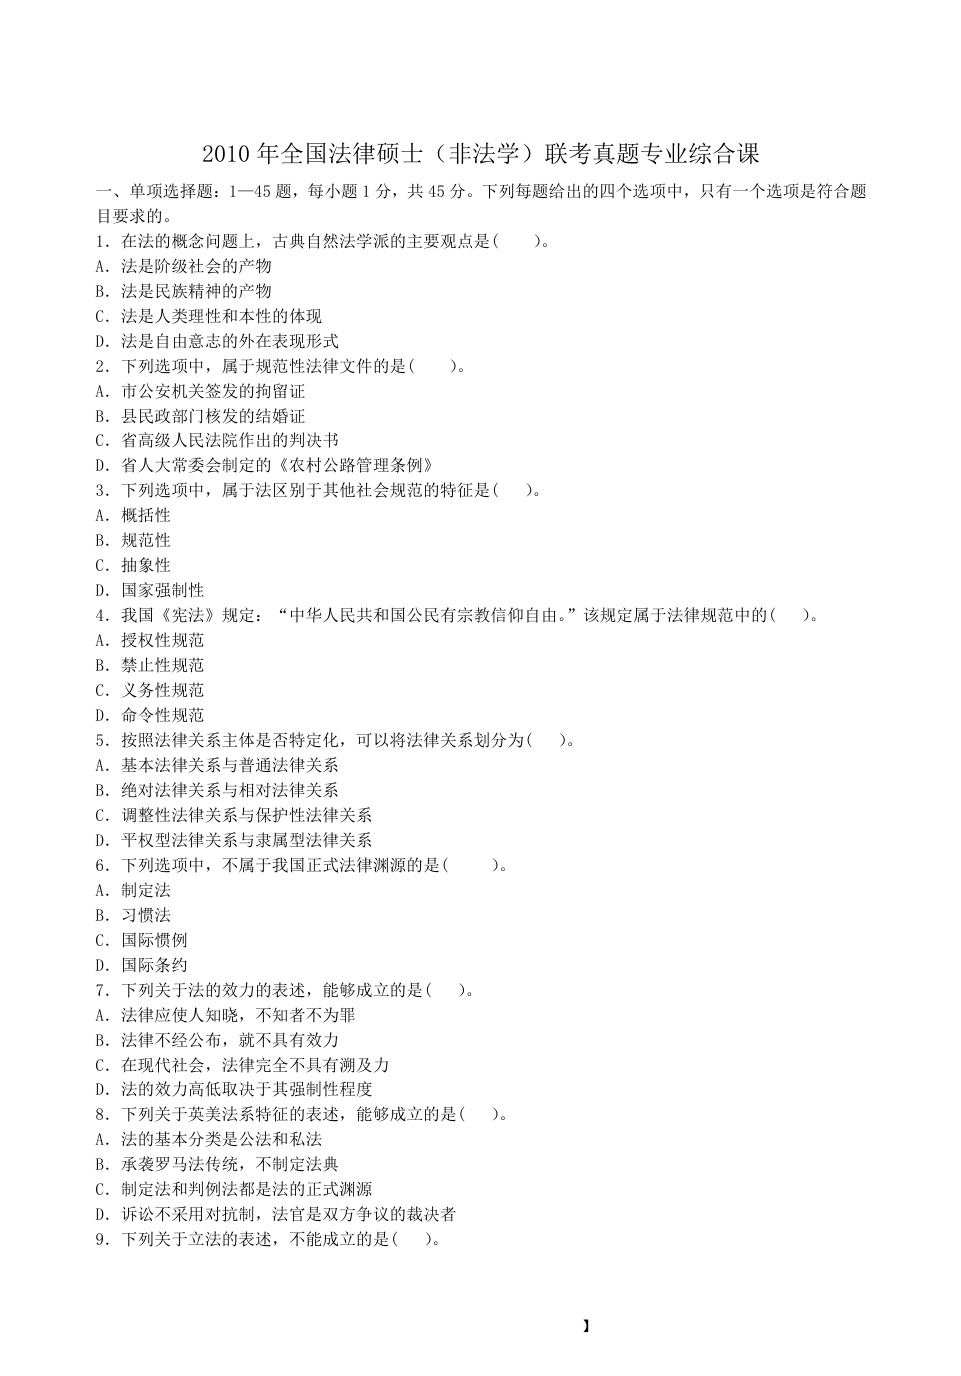 2010 年全国法律硕士（非法学）联考真题专业综合课
一、单项选择题：1—45 题，每小题 1 分，共 45 分。下列每题给出的四个选项中，只有一个选项是符合题
目要求的。
1．在法的概念问题上，古典自然法学派的主要观点是(    )。
A．法是阶级社会的产物
B．法是民族精神的产物
C．法是人类理性和本性的体现
D．法是自由意志的外在表现形式
2．下列选项中，属于规范性法律文件的是(    )。
A．市公安机关签发的拘留证
B．县民政部门核发的结婚证
C．省高级人民法院作出的判决书
D．省人大常委会制定的《农村公路管理条例》
3．下列选项中，属于法区别于其他社会规范的特征是(   )。
A．概括性
B．规范性
C．抽象性
D．国家强制性
4．我国《宪法》规定：“中华人民共和国公民有宗教信仰自由。”该规定属于法律规范中的(   )。
A．授权性规范
B．禁止性规范
C．义务性规范
D．命令性规范
5．按照法律关系主体是否特定化，可以将法律关系划分为(   )。
A．基本法律关系与普通法律关系
B．绝对法律关系与相对法律关系
C．调整性法律关系与保护性法律关系
D．平权型法律关系与隶属型法律关系
6．下列选项中，不属于我国正式法律渊源的是(     )。
A．制定法
B．习惯法
C．国际惯例
D．国际条约
7．下列关于法的效力的表述，能够成立的是(   )。
A．法律应使人知晓，不知者不为罪
B．法律不经公布，就不具有效力
C．在现代社会，法律完全不具有溯及力
D．法的效力高低取决于其强制性程度
8．下列关于英美法系特征的表述，能够成立的是(   )。
A．法的基本分类是公法和私法
B．承袭罗马法传统，不制定法典
C．制定法和判例法都是法的正式渊源
D．诉讼不采用对抗制，法官是双方争议的裁决者
9．下列关于立法的表述，不能成立的是(   )。
】